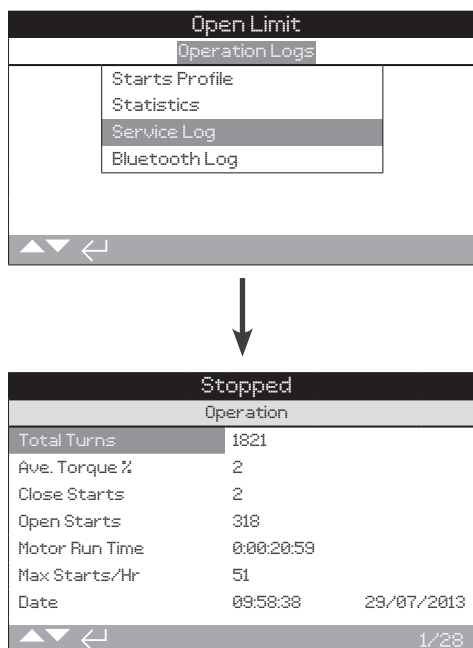 Open Limit
Operation Logs
Starts Profile
Statistics
Service Log
Bluetooth Log
Stopped
Operation
Total Turns 1821
Ave. Torque % 2
Close Starts 2
Open Starts 318
Motor Run Time 0:00:20:59
Max Starts/Hr 51
Date 09:58:38 29/07/2013
1/28